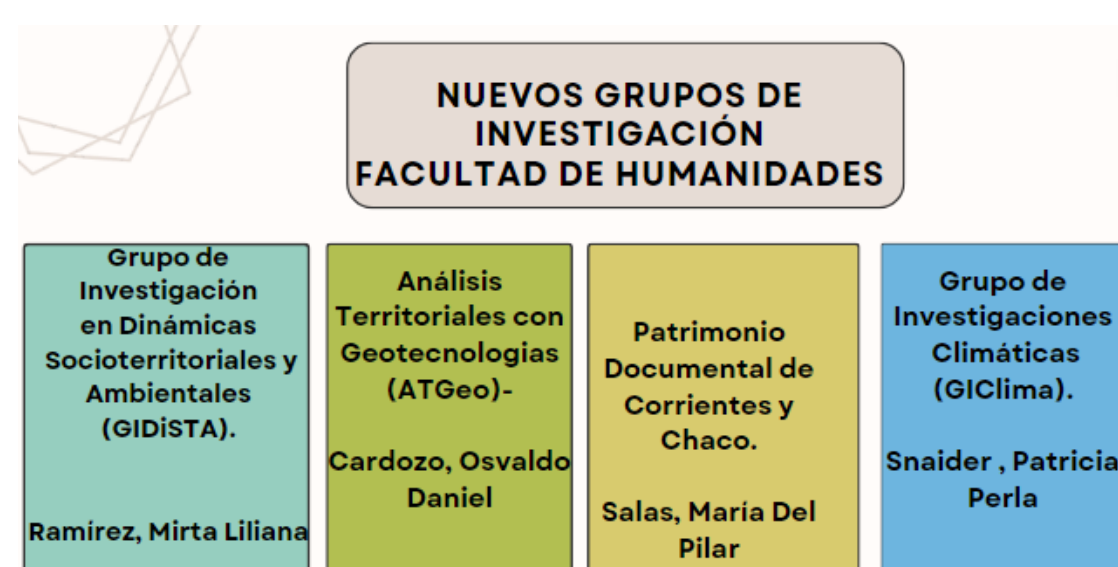 NUEVOS GRUPOS DE
INVESTIGACIÓN
FACULTAD DE HUMANIDADES
Grupo de
Investigación
en Dinámicas
Socioterritoriales y
Ambientales
(GIDiSTA).
Ramírez, Mirta Liliana
Análisis
Territoriales con
Geotecnologias
(ATGeo)-
Cardozo, Osvaldo
Daniel
Patrimonio
Documental de
Corrientes y
Chaco.
Salas, María Del
Pilar
Grupo de
Investigaciones
Climáticas
(GIClima).
Snaider , Patricia
Perla